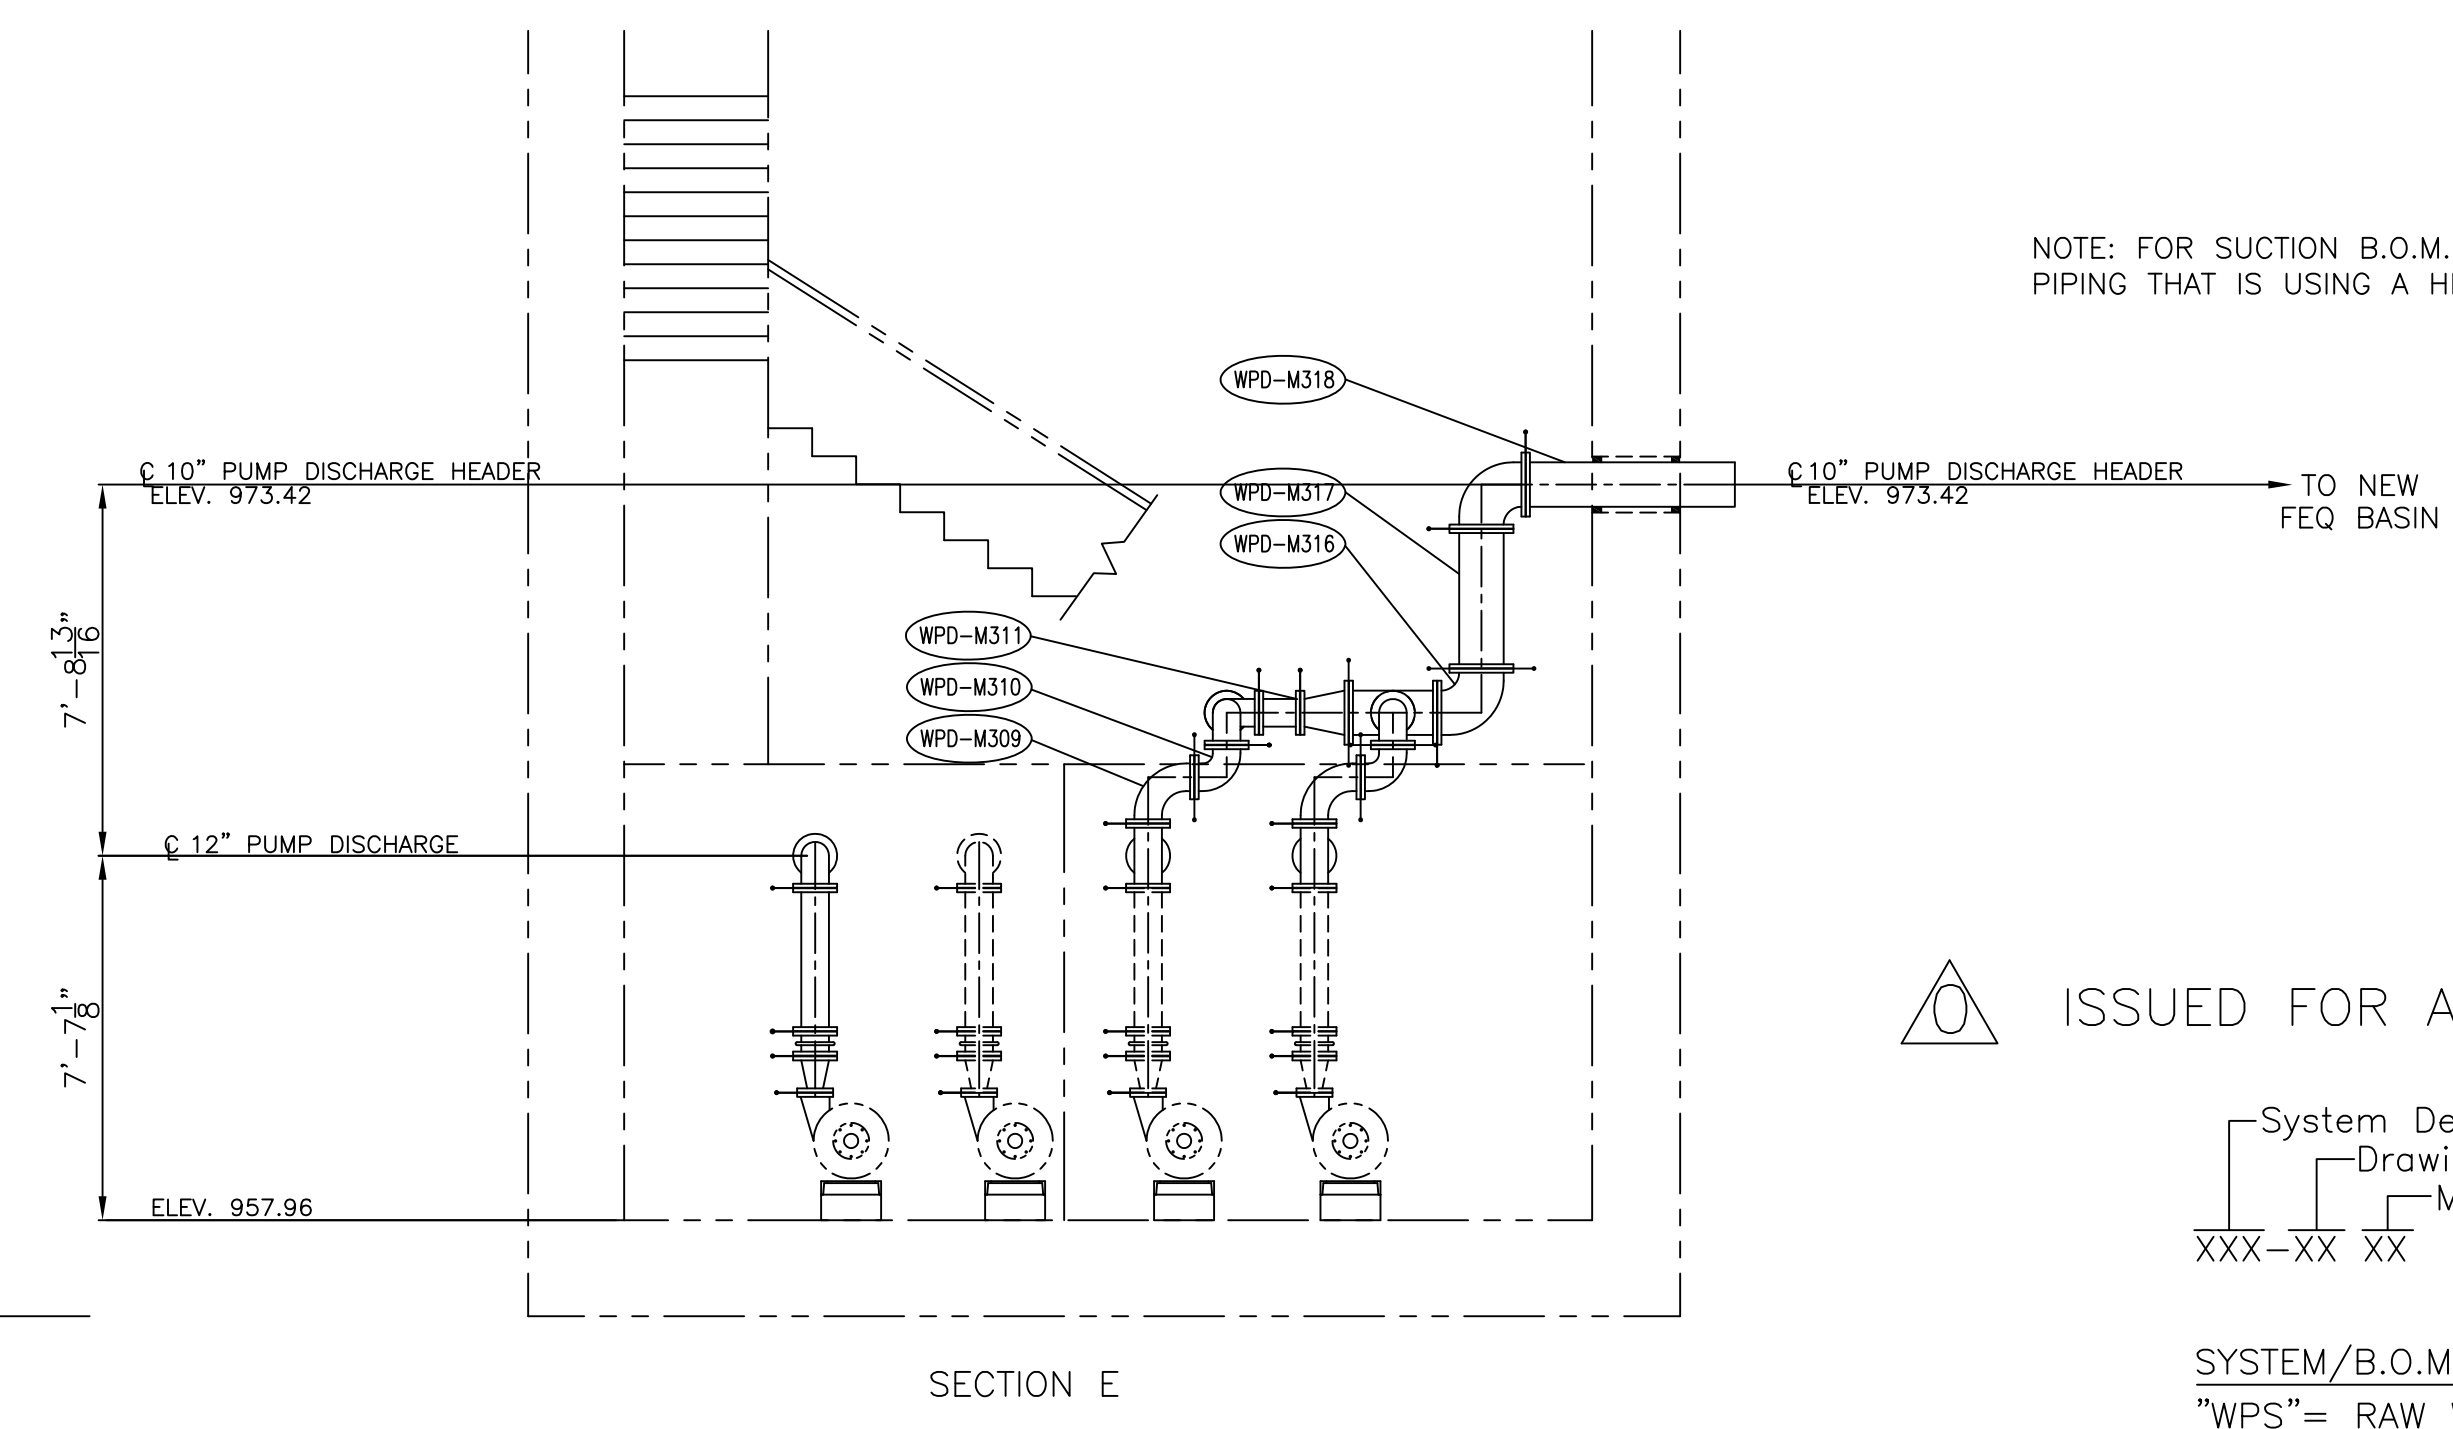 NOTE: FOR SUCTION B.O.M.
PIPING THAT IS USING A
WPD-M318
℄ 10" PUMP DISCHARGE HEADER
ELEV. 973.42
WPD-M317
℄ 10" PUMP DISCHARGE HEADER
ELEV. 973.42
TO NEW
FEQ BASIN
WPD-M316
7'-8 13/16"
WPD-M311
WPD-M310
WPD-M309
℄ 12" PUMP DISCHARGE
7'-7 1/8"
0
ISSUED FOR
System
ELEV. 957.96
XXX-XX XX
SECTION E
SYSTEM/B.O.M
"WPS"= RAW